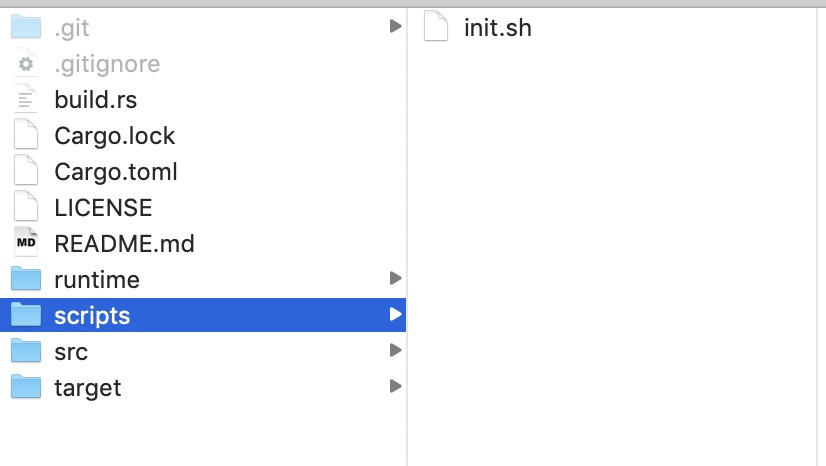 .git
.gitignore
build.rs
Cargo.lock
Cargo.toml
LICENSE
MD README.md
runtime
scripts
src
target
init.sh